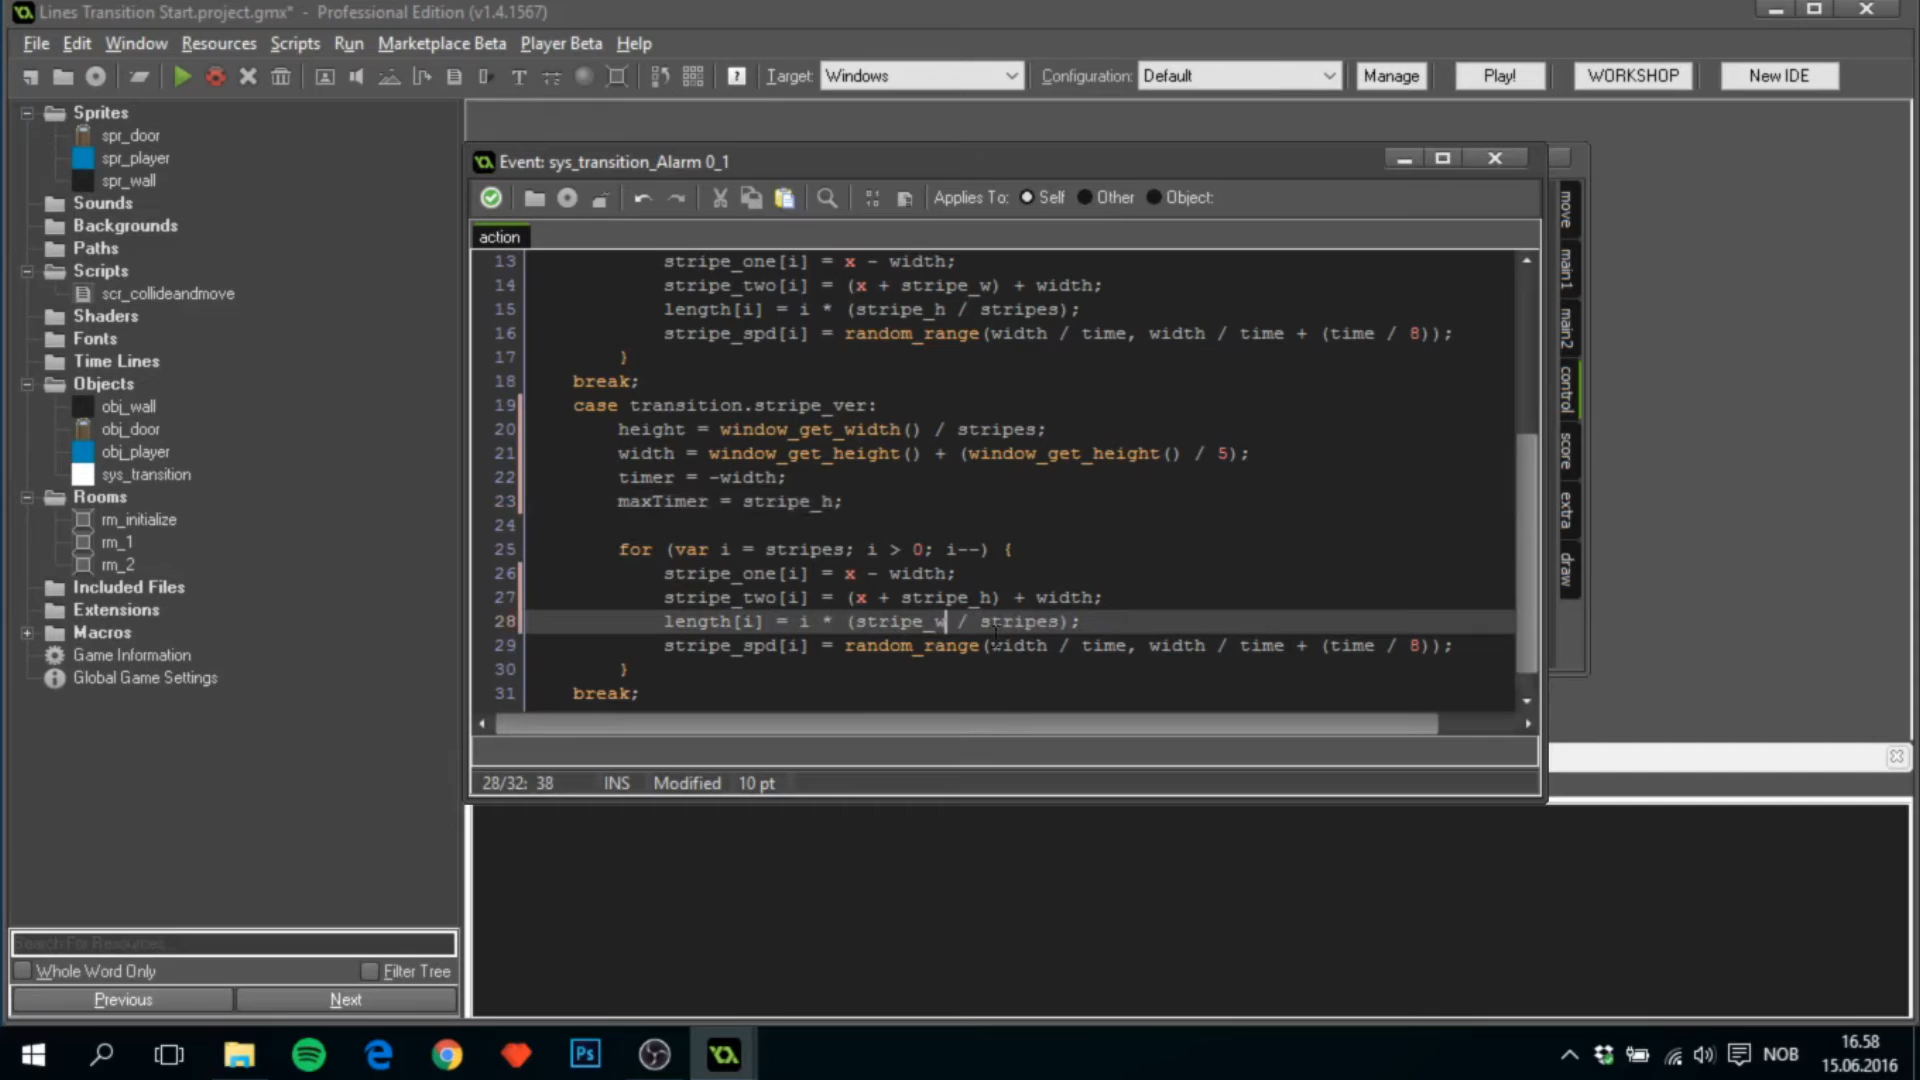 Lines Transition Start.project.gmx* - Professional Edition (v1.4.1567)
File Edit Window Resources Scripts Run Marketplace Beta Player Beta Help
Target: Windows Configuration: Default Manage Play! WORKSHOP New IDE
Sprites
spr_door
spr_player
spr_wall
Sounds
Backgrounds
Paths
Scripts
scr_collideandmove
Shaders
Fonts
Time Lines
Objects
obj_wall
obj_door
obj_player
sys_transition
Rooms
rm_initialize
rm_1
rm_2
Included Files
Extensions
Macros
Game Information
Global Game Settings
Search For Resources...
Whole Word Only Filter Tree
Previous Next
Event: sys_transition_Alarm 0_1
Applies To: Self Other Object:
action
13 stripe_one[i] = x - width;
14 stripe_two[i] = (x + stripe_w) + width;
15 length[i] = i * (stripe_h / stripes);
16 stripe_spd[i] = random_range(width / time, width / time + (time / 8));
17 }
18 break;
19 case transition.stripe_ver:
20 height = window_get_width() / stripes;
21 width = window_get_height() + (window_get_height() / 5);
22 timer = -width;
23 maxTimer = stripe_h;
24
25 for (var i = stripes; i > 0; i--) {
26 stripe_one[i] = x - width;
27 stripe_two[i] = (x + stripe_h) + width;
28 length[i] = i * (stripe_w / stripes);
29 stripe_spd[i] = random_range(width / time, width / time + (time / 8));
30 }
31 break;
28/32: 38 INS Modified 10 pt
move
main1
main2
control
score
extra
draw
NOB
16.58
15.06.2016